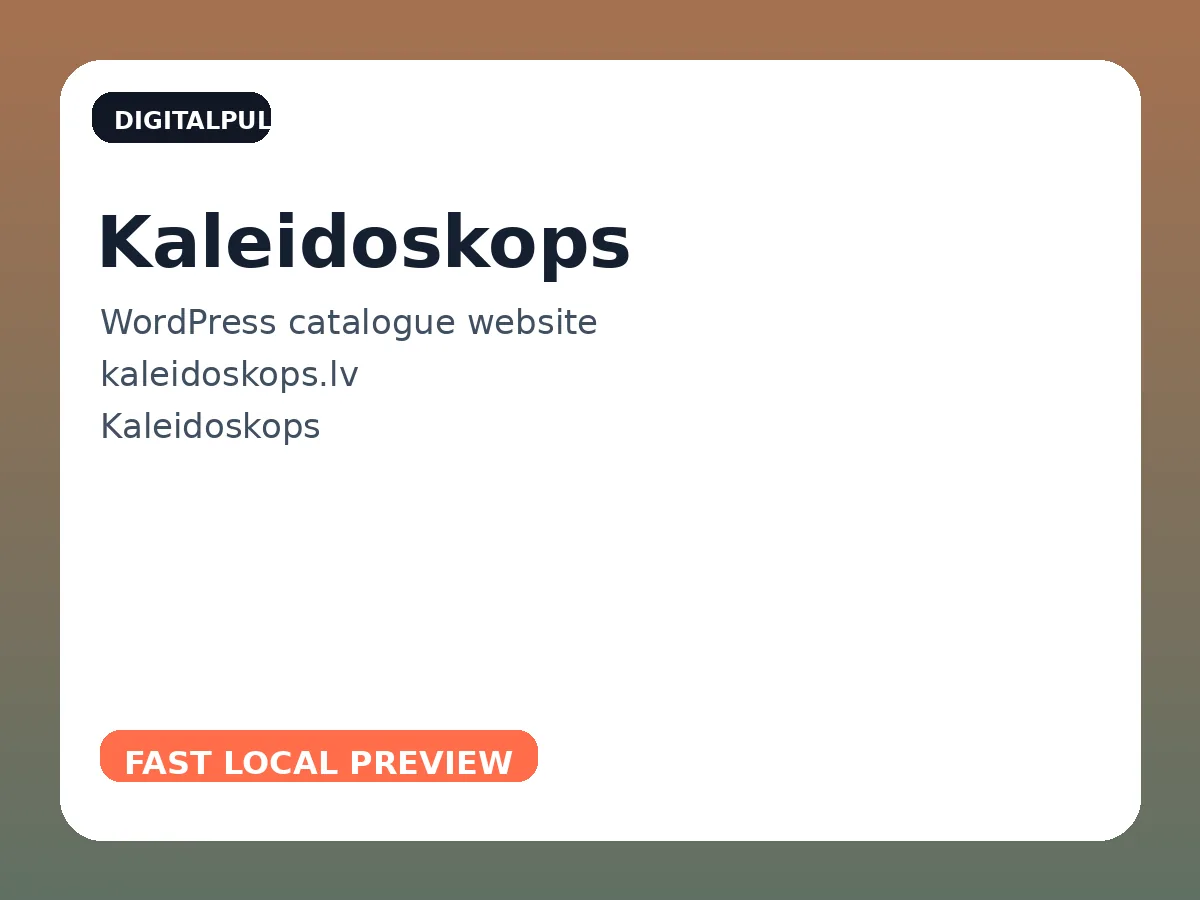 DIGITALPUL
Kaleidoskops
WordPress catalogue website
kaleidoskops.lv
Kaleidoskops
FAST LOCAL PREVIEW